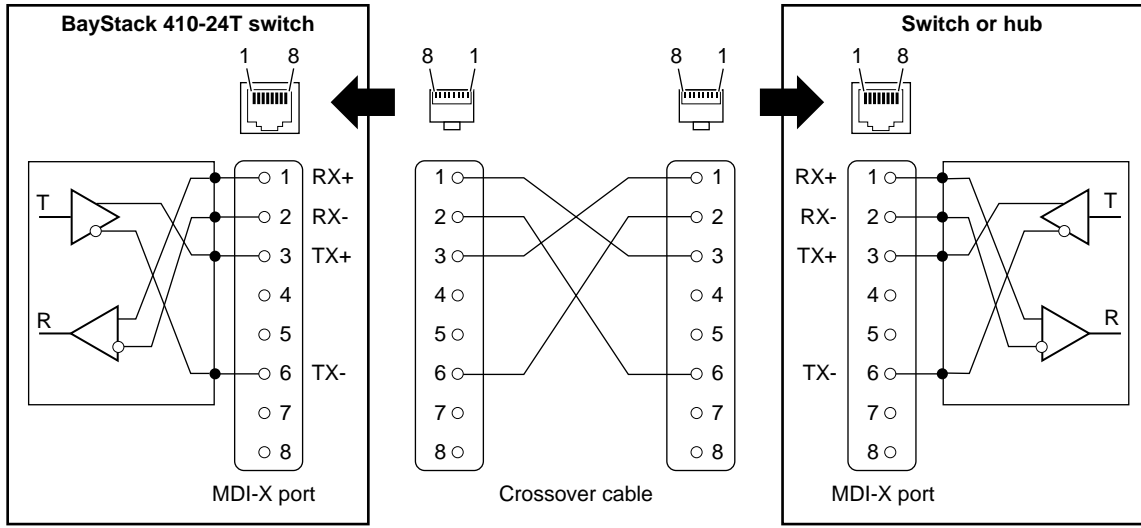 BayStack 410-24T switch
Switch or hub
1 8
8 1
8 1
1 8
T
R
1 RX+
2 RX-
3 TX+
4
5
6 TX-
7
8
MDI-X port
1
2
3
4
5
6
7
8
1
2
3
4
5
6
7
8
Crossover cable
RX+ 1
RX- 2
TX+ 3
4
5
TX- 6
7
8
T
R
MDI-X port